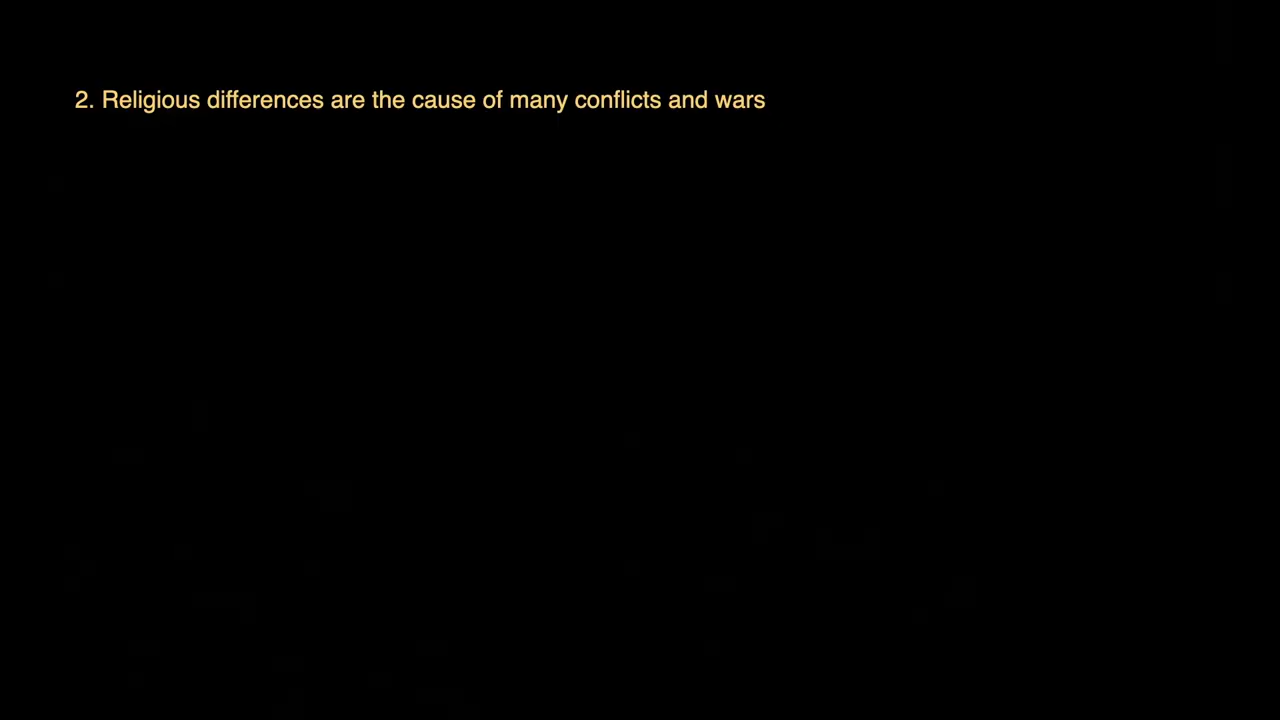 2. Religious differences are the cause of many conflicts and wars